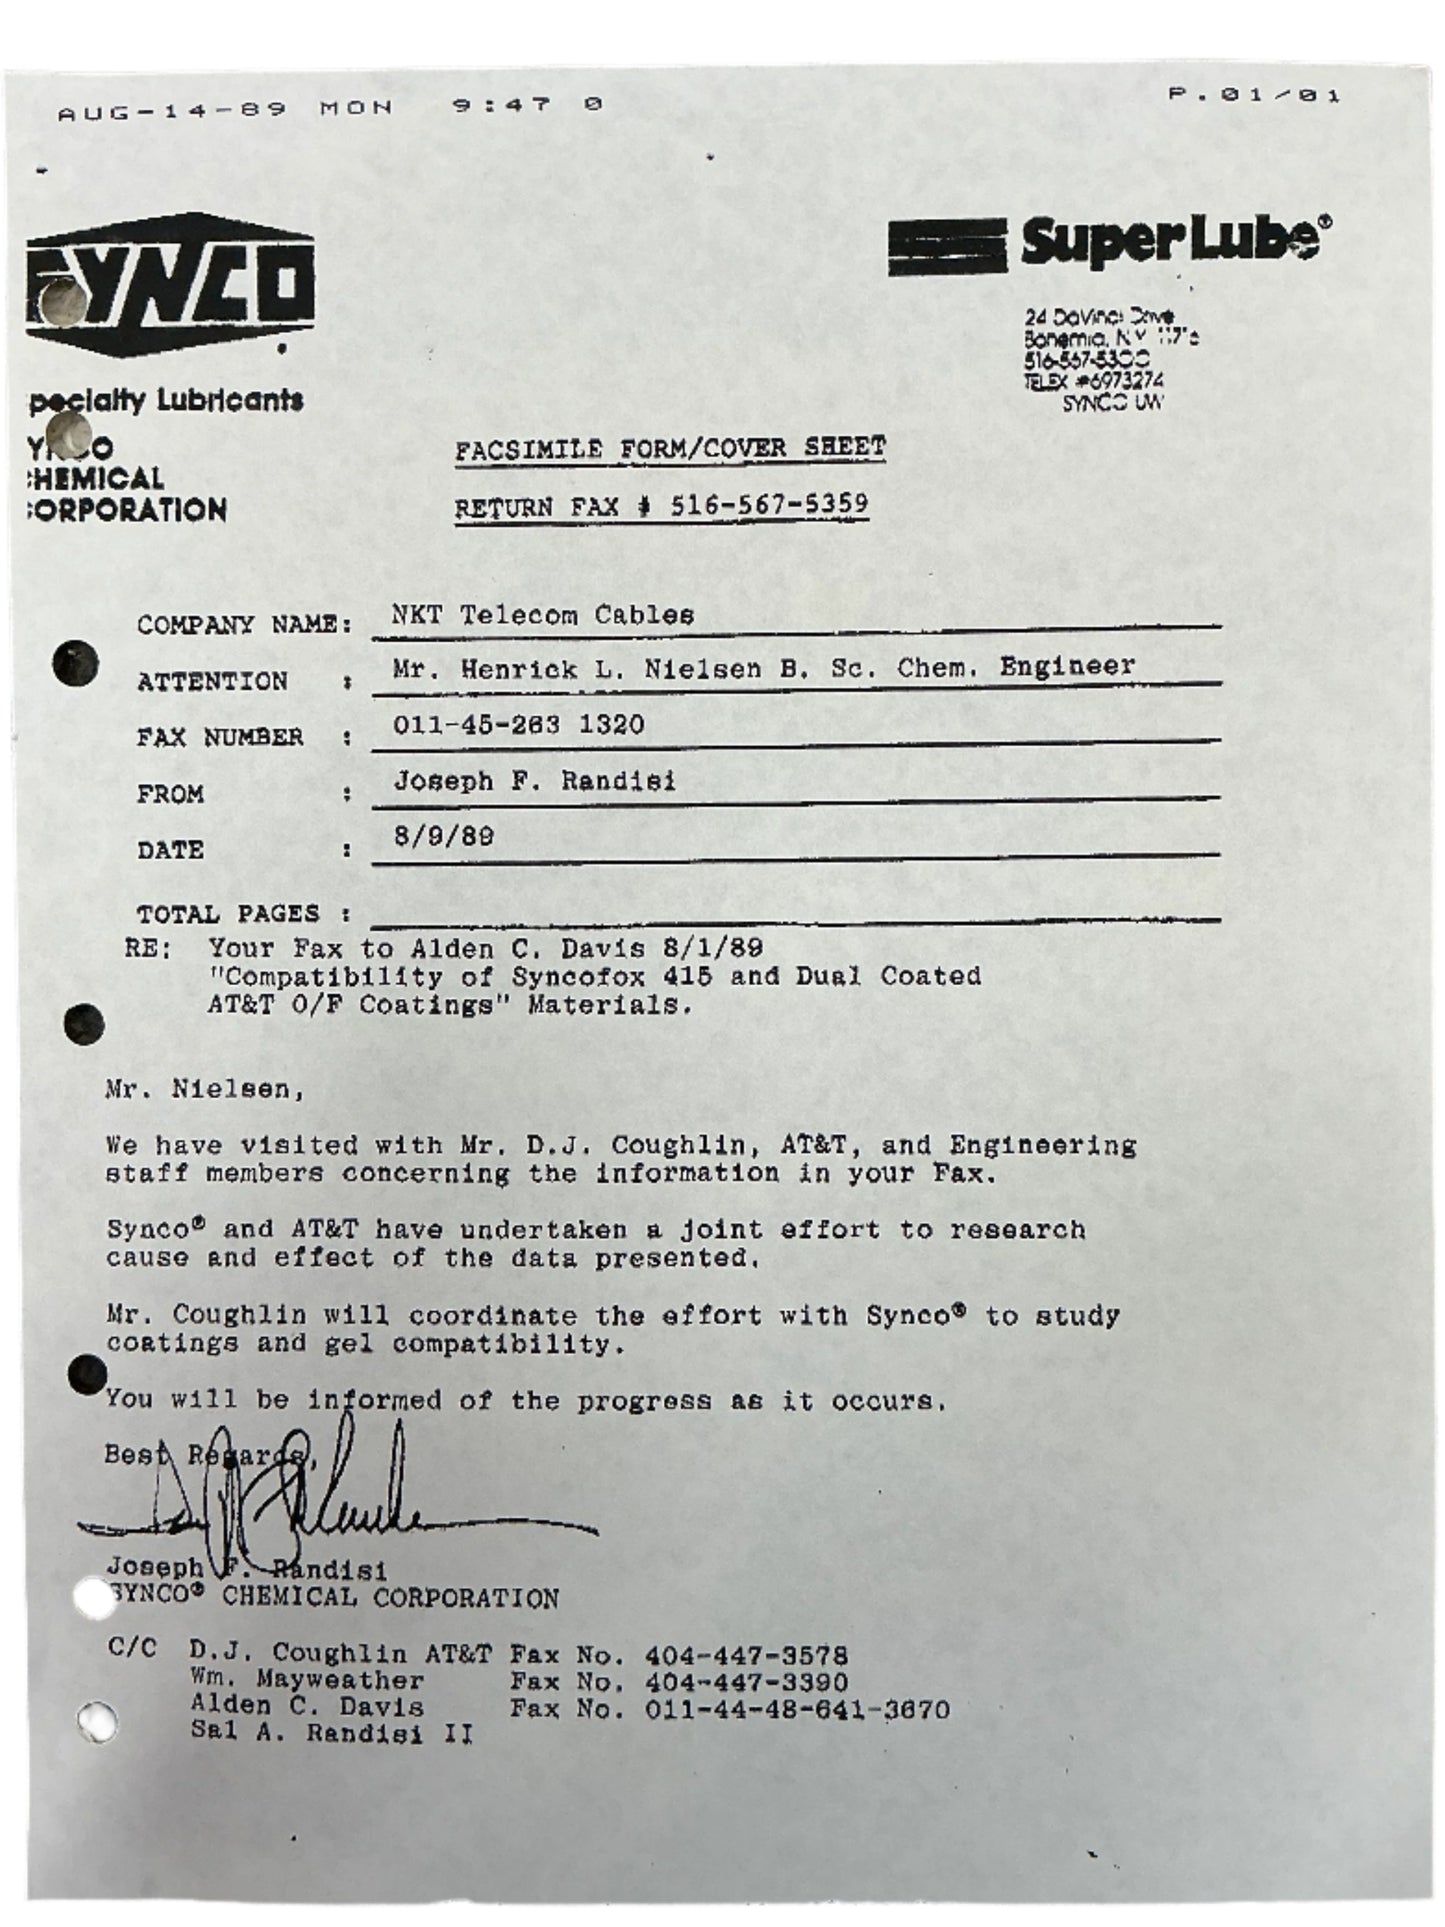 AUG-14-89 MON 9:47 0 P.01/01
SYNCO
SuperLube®
24 DaVinci Drive
Bohemia, NY
516-567-5300
TELEX #6973274
SYNCO UW
pecialty Lubricants
YNCO
HEMICAL
ORPORATION
FACSIMILE FORM/COVER SHEET
RETURN FAX # 516-567-5359
COMPANY NAME: NKT Telecom Cables
ATTENTION : Mr. Henrick L. Nielsen B. Sc. Chem. Engineer
FAX NUMBER : 011-45-263 1320
FROM : Joseph F. Randisi
DATE : 8/9/89
TOTAL PAGES :
RE: Your Fax to Alden C. Davis 8/1/89
"Compatibility of Syncofox 415 and Dual Coated
AT&T O/F Coatings" Materials.
Mr. Nielsen,
We have visited with Mr. D.J. Coughlin, AT&T, and Engineering
staff members concerning the information in your Fax.
Synco® and AT&T have undertaken a joint effort to research
cause and effect of the data presented.
Mr. Coughlin will coordinate the effort with Synco® to study
coatings and gel compatibility.
You will be informed of the progress as it occurs.
Best Regards,
Joseph F. Randisi
SYNCO® CHEMICAL CORPORATION
C/C D.J. Coughlin AT&T Fax No. 404-447-3578
Wm. Mayweather Fax No. 404-447-3390
Alden C. Davis Fax No. 011-44-48-641-3670
Sal A. Randisi II